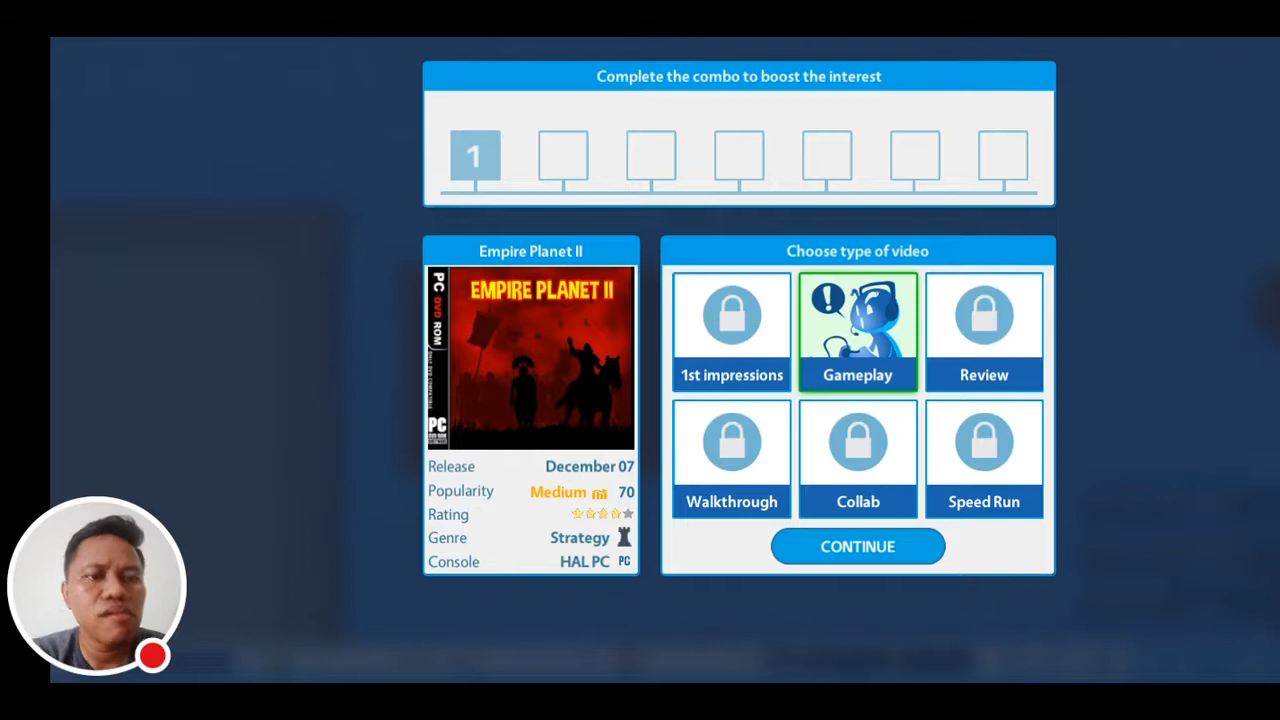 Complete the combo to boost the interest
1
Empire Planet II
PC DVD ROM
EMPIRE PLANET II
PC
Release December 07
Popularity Medium 70
Rating
Genre Strategy
Console HAL PC PC
Choose type of video
!
1st impressions
Gameplay
Review
Walkthrough
Collab
Speed Run
CONTINUE